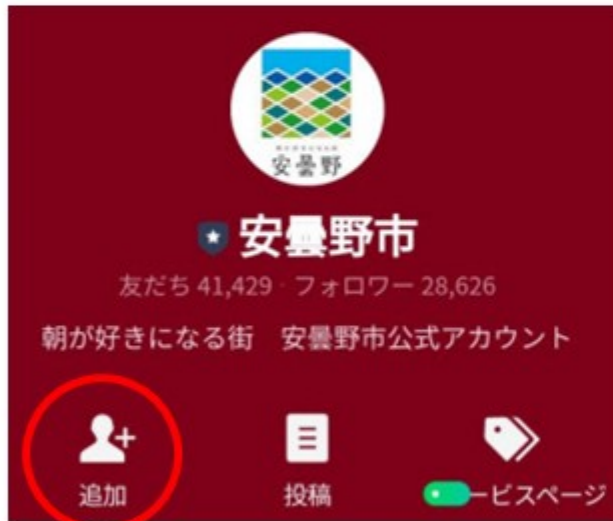 安曇野
安曇野市
友だち 41,429 · フォロワー 28,626
朝が好きになる街 安曇野市公式アカウント
追加
投稿
ービスページ